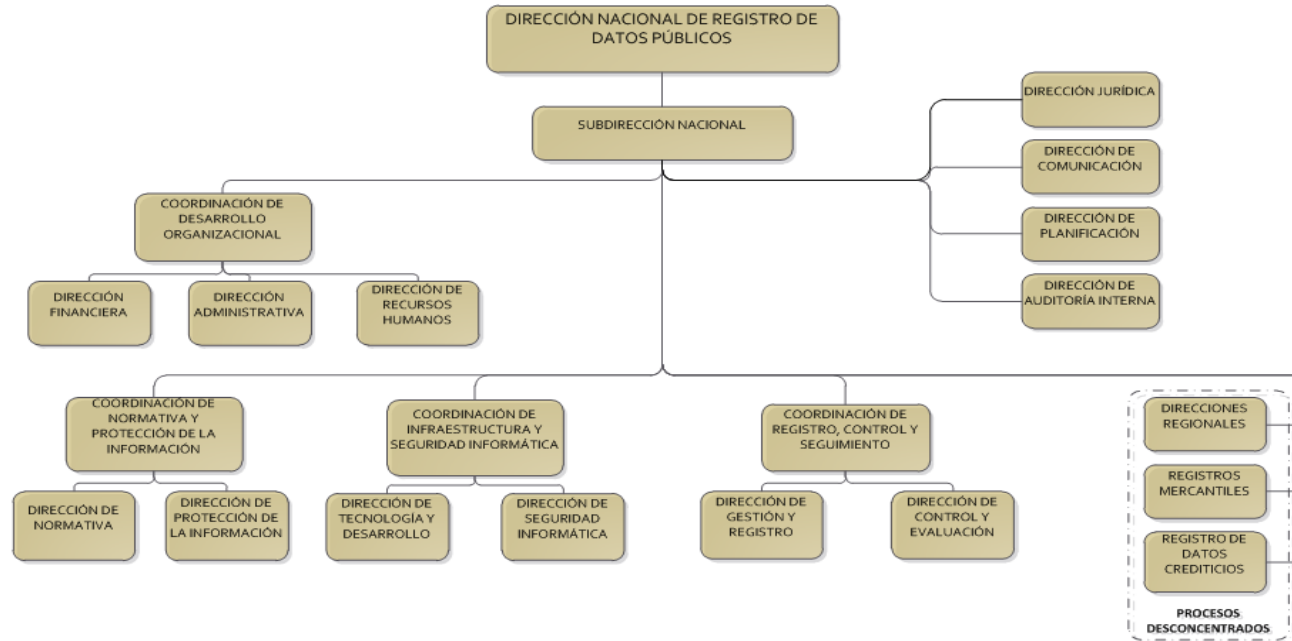 DIRECCIÓN NACIONAL DE REGISTRO DE
DATOS PÚBLICOS
SUBDIRECCIÓN NACIONAL
DIRECCIÓN JURÍDICA
DIRECCIÓN DE
COMUNICACIÓN
DIRECCIÓN DE
PLANIFICACIÓN
DIRECCIÓN DE
AUDITORÍA INTERNA
COORDINACIÓN DE
DESARROLLO
ORGANIZACIONAL
DIRECCIÓN
FINANCIERA
DIRECCIÓN
ADMINISTRATIVA
DIRECCIÓN DE
RECURSOS
HUMANOS
COORDINACIÓN DE
NORMATIVA Y
PROTECCIÓN DE LA
INFORMACIÓN
DIRECCIÓN DE
NORMATIVA
DIRECCIÓN DE
PROTECCIÓN DE
LA INFORMACIÓN
COORDINACIÓN DE
INFRAESTRUCTURA Y
SEGURIDAD INFORMÁTICA
DIRECCIÓN DE
TECNOLOGÍA Y
DESARROLLO
DIRECCIÓN DE
SEGURIDAD
INFORMÁTICA
COORDINACIÓN DE
REGISTRO, CONTROL Y
SEGUIMIENTO
DIRECCIÓN DE
GESTIÓN Y
REGISTRO
DIRECCIÓN DE
CONTROL Y
EVALUACIÓN
DIRECCIONES
REGIONALES
REGISTROS
MERCANTILES
REGISTRO DE
DATOS
CREDITICIOS
PROCESOS
DESCONCENTRADOS